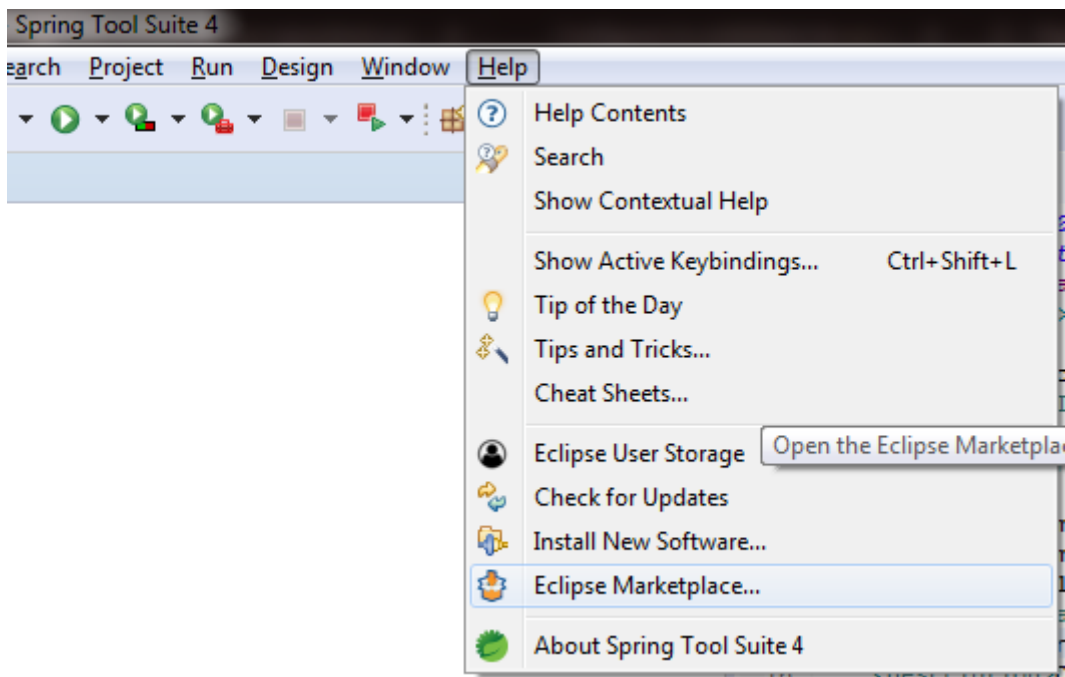 Spring Tool Suite 4
earch Project Run Design Window Help
Help Contents
Search
Show Contextual Help
Show Active Keybindings... Ctrl+Shift+L
Tip of the Day
Tips and Tricks...
Cheat Sheets...
Eclipse User Storage
Open the Eclipse Marketpla
Check for Updates
Install New Software...
Eclipse Marketplace...
About Spring Tool Suite 4